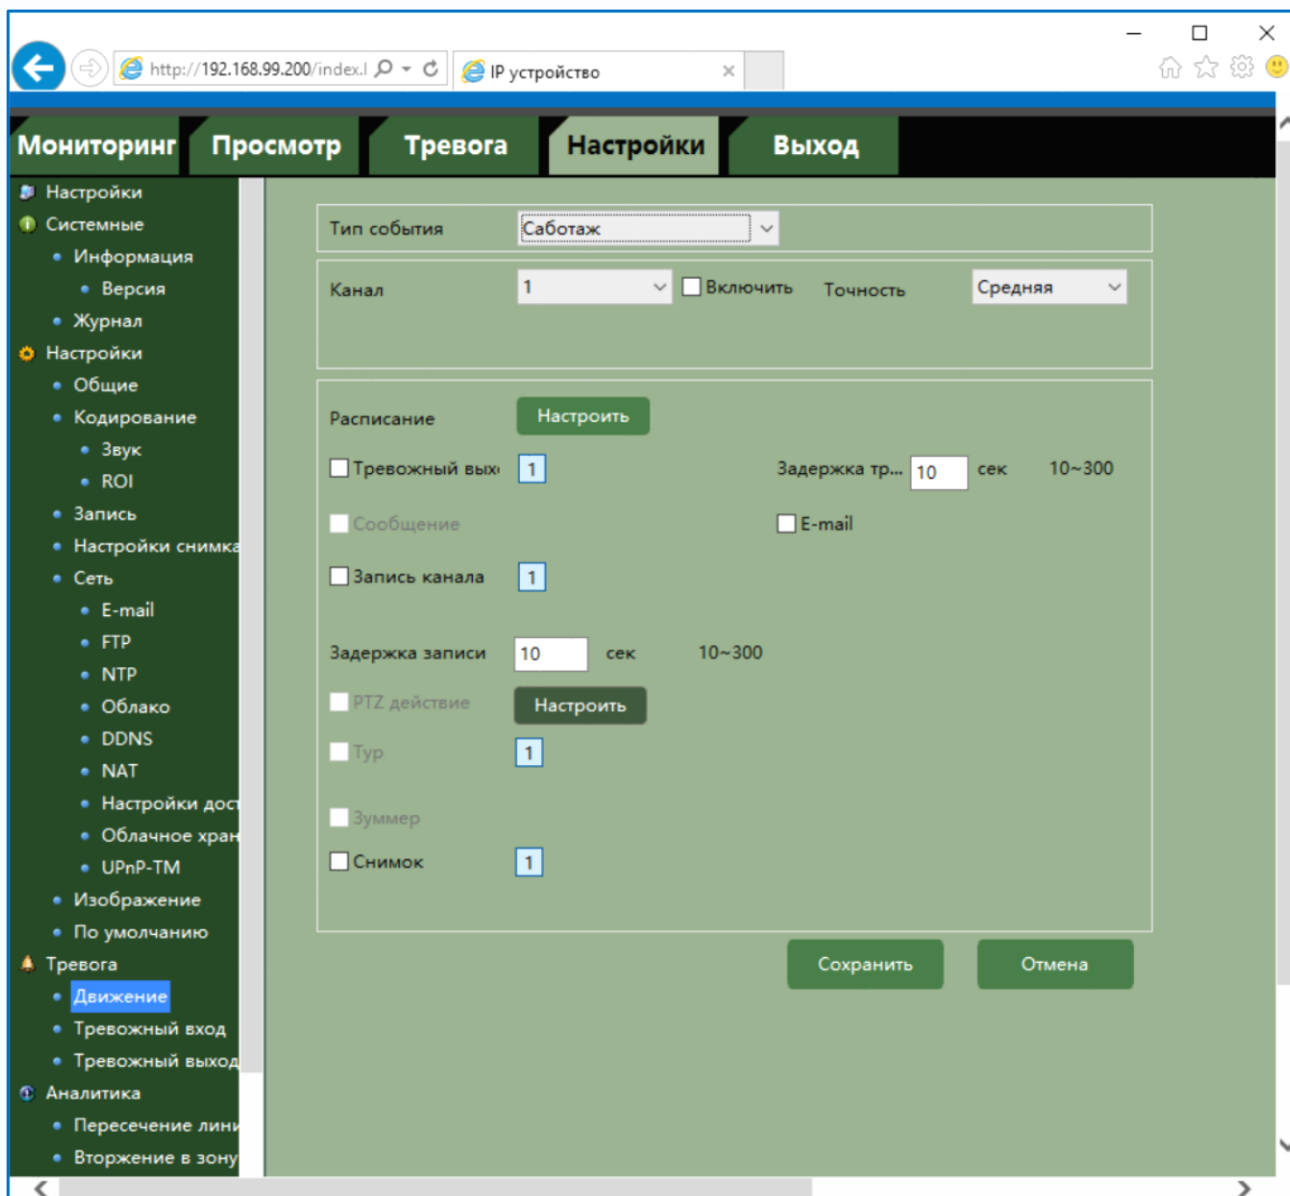 http://192.168.99.200/index.l
IP устройство
Мониторинг Просмотр Тревога Настройки Выход
Настройки
Системные
Информация
Версия
Журнал
Настройки
Общие
Кодирование
Звук
ROI
Запись
Настройки снимка
Сеть
E-mail
FTP
NTP
Облако
DDNS
NAT
Настройки дост
Облачное хран
UPnP-TM
Изображение
По умолчанию
Тревога
Движение
Тревожный вход
Тревожный выход
Аналитика
Пересечение лини
Вторжение в зону
Тип события Саботаж
Канал 1 Включить Точность Средняя
Расписание Настроить
Тревожный вых 1 Задержка тр... 10 сек 10~300
Сообщение E-mail
Запись канала 1
Задержка записи 10 сек 10~300
PTZ действие Настроить
Тур 1
Зуммер
Снимок 1
Сохранить Отмена